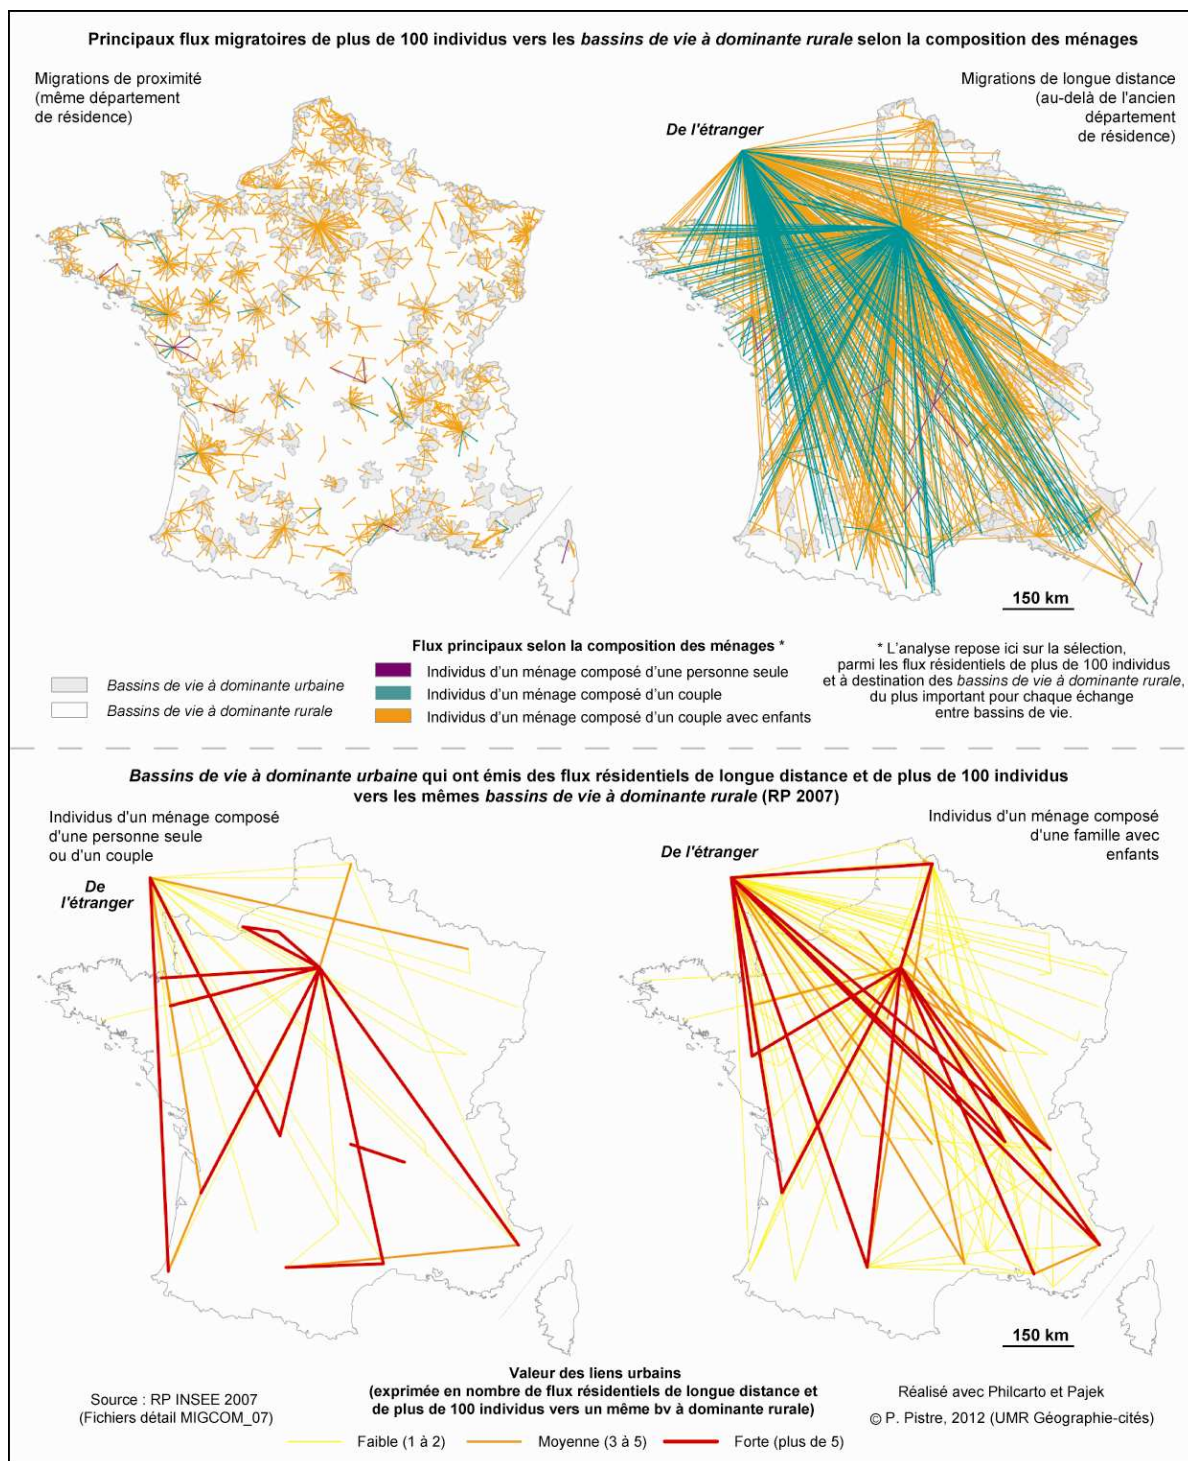 Principaux flux migratoires de plus de 100 individus vers les bassins de vie à dominante rurale selon la composition des ménages
Migrations de proximité
(même département
de résidence)
Migrations de longue distance
(au-delà de l'ancien
département
de résidence)
De l'étranger
150 km
Flux principaux selon la composition des ménages *
Individus d'un ménage composé d'une personne seule
Individus d'un ménage composé d'un couple
Individus d'un ménage composé d'un couple avec enfants
Bassins de vie à dominante urbaine
Bassins de vie à dominante rurale
* L'analyse repose ici sur la sélection,
parmi les flux résidentiels de plus de 100 individus
et à destination des bassins de vie à dominante rurale,
du plus important pour chaque échange
entre bassins de vie.
Bassins de vie à dominante urbaine qui ont émis des flux résidentiels de longue distance et de plus de 100 individus
vers les mêmes bassins de vie à dominante rurale (RP 2007)
Individus d'un ménage composé
d'une personne seule
ou d'un couple
De
l'étranger
Individus d'un ménage composé
d'une famille avec
enfants
De l'étranger
150 km
Valeur des liens urbains
(exprimée en nombre de flux résidentiels de longue distance et
de plus de 100 individus vers un même bv à dominante rurale)
Source : RP INSEE 2007
(Fichiers détail MIGCOM_07)
Réalisé avec Philcarto et Pajek
© P. Pistre, 2012 (UMR Géographie-cités)
Faible (1 à 2)
Moyenne (3 à 5)
Forte (plus de 5)